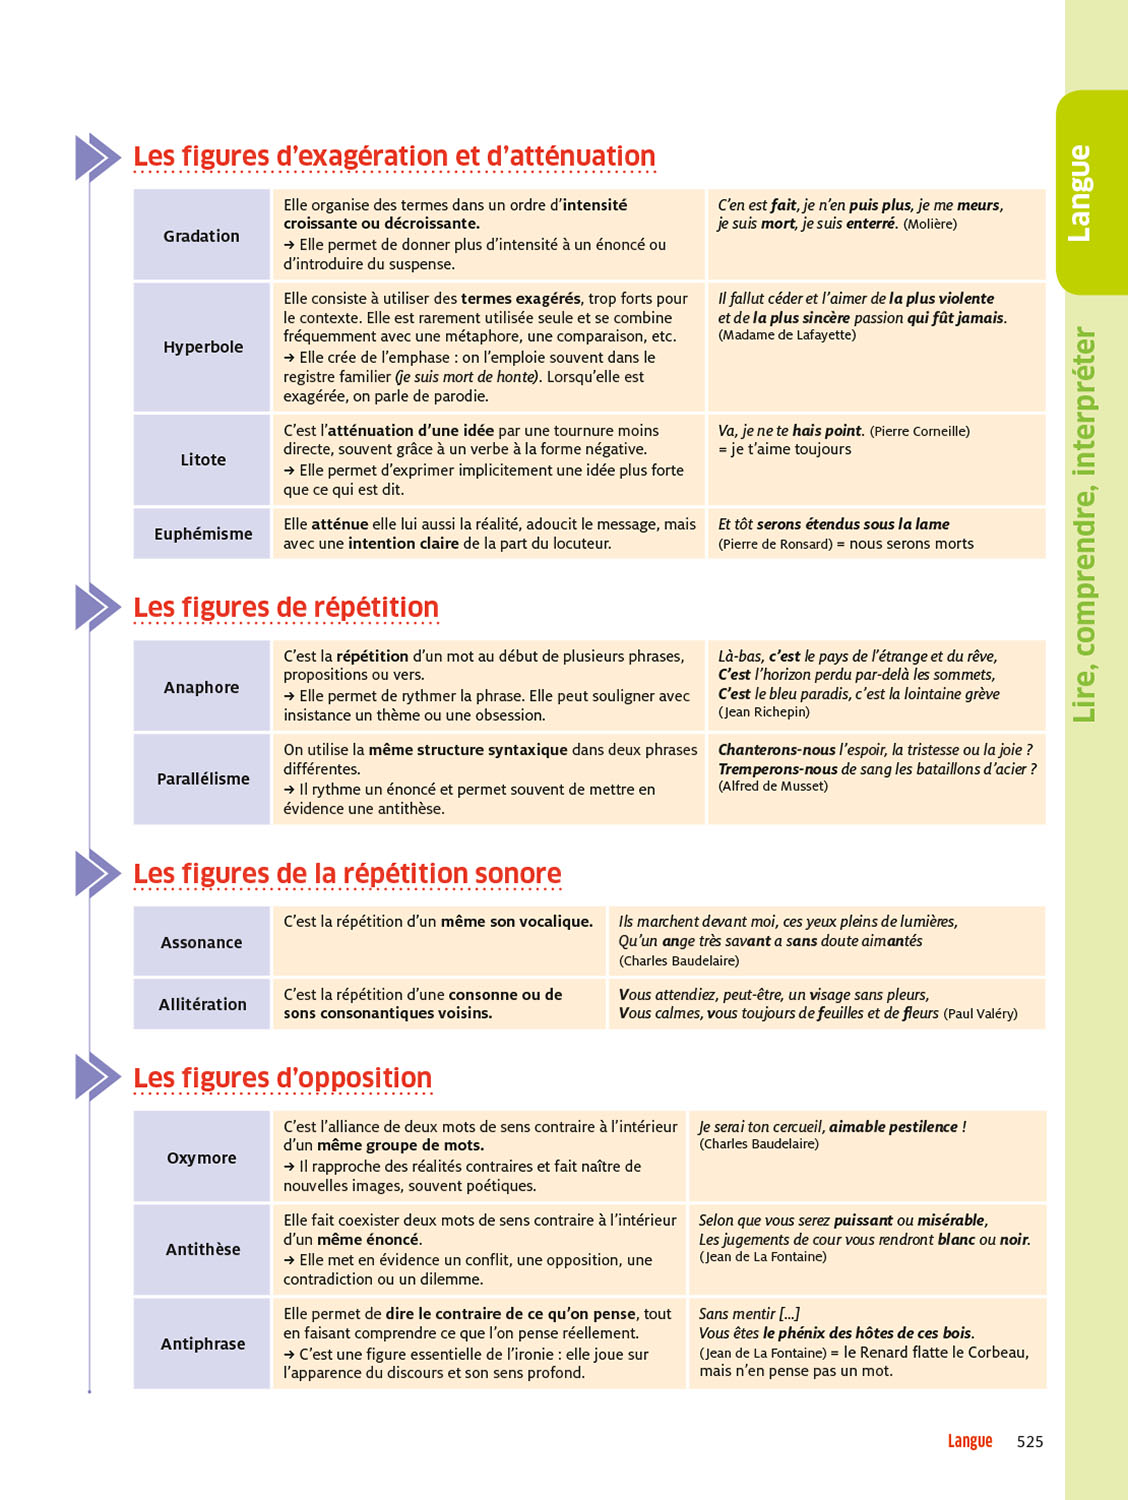 Les figures d’exagération et d’atténuation
Gradation
Elle organise des termes dans un ordre d’intensité
croissante ou décroissante.
→ Elle permet de donner plus d’intensité à un énoncé ou
d’introduire du suspense.
C’en est fait, je n’en puis plus, je me meurs,
je suis mort, je suis enterré. (Molière)
Hyperbole
Elle consiste à utiliser des termes exagérés, trop forts pour
le contexte. Elle est rarement utilisée seule et se combine
fréquemment avec une métaphore, une comparaison, etc.
→ Elle crée de l’emphase : on l’emploie souvent dans le
registre familier (je suis mort de honte). Lorsqu’elle est
exagérée, on parle de parodie.
Il fallut céder et l’aimer de la plus violente
et de la plus sincère passion qui fût jamais.
(Madame de Lafayette)
Litote
C’est l’atténuation d’une idée par une tournure moins
directe, souvent grâce à un verbe à la forme négative.
→ Elle permet d’exprimer implicitement une idée plus forte
que ce qui est dit.
Va, je ne te hais point. (Pierre Corneille)
= je t’aime toujours
Euphémisme
Elle atténue elle lui aussi la réalité, adoucit le message, mais
avec une intention claire de la part du locuteur.
Et tôt serons étendus sous la lame
(Pierre de Ronsard) = nous serons morts
Les figures de répétition
Anaphore
C’est la répétition d’un mot au début de plusieurs phrases,
propositions ou vers.
→ Elle permet de rythmer la phrase. Elle peut souligner avec
insistance un thème ou une obsession.
Là-bas, c’est le pays de l’étrange et du rêve,
C’est l’horizon perdu par-delà les sommets,
C’est le bleu paradis, c’est la lointaine grève
(Jean Richepin)
Parallélisme
On utilise la même structure syntaxique dans deux phrases
différentes.
→ Il rythme un énoncé et permet souvent de mettre en
évidence une antithèse.
Chanterons-nous l’espoir, la tristesse ou la joie ?
Tremperons-nous de sang les bataillons d’acier ?
(Alfred de Musset)
Les figures de la répétition sonore
Assonance
C’est la répétition d’un même son vocalique.
Ils marchent devant moi, ces yeux pleins de lumières,
Qu’un ange très savant a sans doute aimantés
(Charles Baudelaire)
Allitération
C’est la répétition d’une consonne ou de
sons consonantiques voisins.
Vous attendiez, peut-être, un visage sans pleurs,
Vous calmes, vous toujours de feuilles et de fleurs (Paul Valéry)
Les figures d’opposition
Oxymore
C’est l’alliance de deux mots de sens contraire à l’intérieur
d’un même groupe de mots.
→ Il rapproche des réalités contraires et fait naître de
nouvelles images, souvent poétiques.
Je serai ton cercueil, aimable pestilence !
(Charles Baudelaire)
Antithèse
Elle fait coexister deux mots de sens contraire à l’intérieur
d’un même énoncé.
→ Elle met en évidence un conflit, une opposition, une
contradiction ou un dilemme.
Selon que vous serez puissant ou misérable,
Les jugements de cour vous rendront blanc ou noir.
(Jean de La Fontaine)
Antiphrase
Elle permet de dire le contraire de ce qu’on pense, tout
en faisant comprendre ce que l’on pense réellement.
→ C’est une figure essentielle de l’ironie : elle joue sur
l’apparence du discours et son sens profond.
Sans mentir [...]
Vous êtes le phénix des hôtes de ces bois.
(Jean de La Fontaine) = le Renard flatte le Corbeau,
mais n’en pense pas un mot.
Langue
Lire, comprendre, interpréter
Langue 525